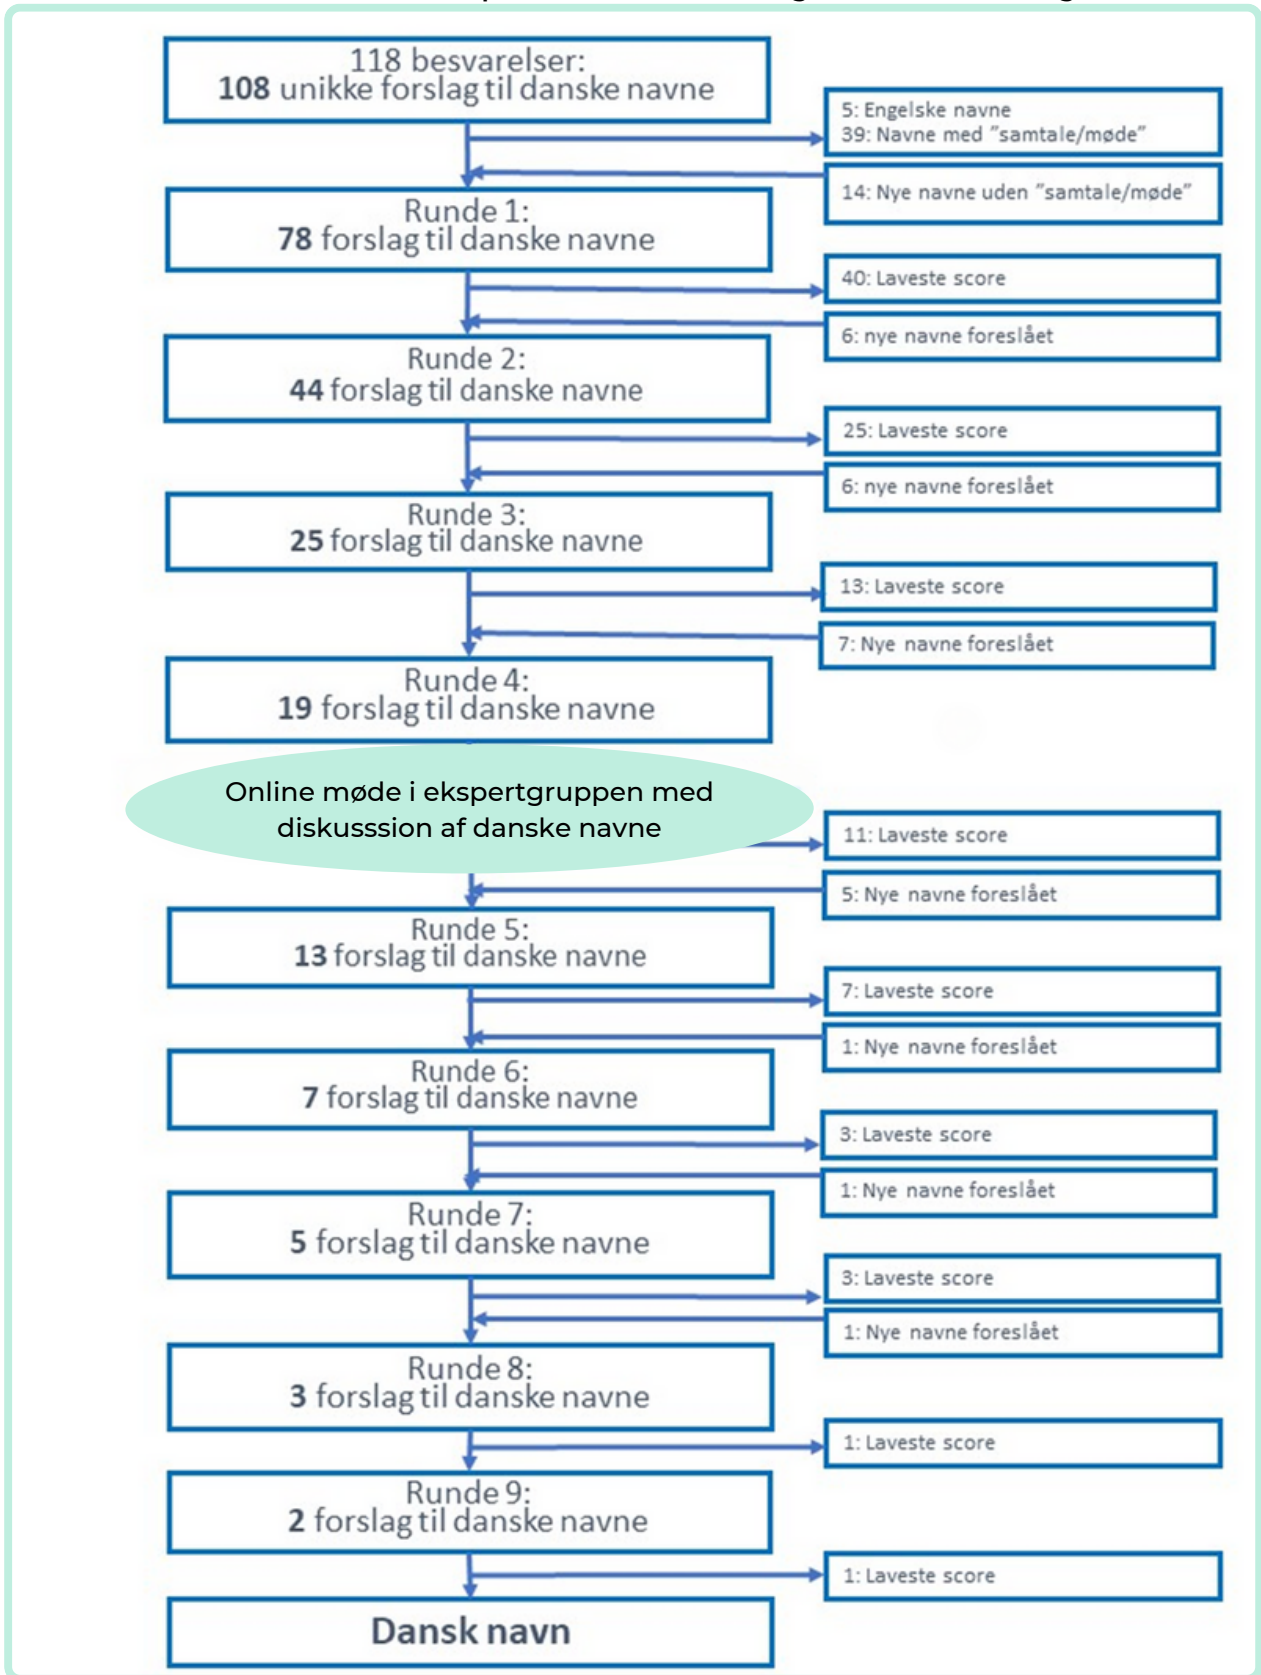 118 besvarelser:
108 unikke forslag til danske navne
5: Engelske navne
39: Navne med ”samtale/møde”
14: Nye navne uden ”samtale/møde”
Runde 1:
78 forslag til danske navne
40: Laveste score
6: nye navne foreslået
Runde 2:
44 forslag til danske navne
25: Laveste score
6: nye navne foreslået
Runde 3:
25 forslag til danske navne
13: Laveste score
7: Nye navne foreslået
Runde 4:
19 forslag til danske navne
Online møde i ekspertgruppen med
diskusssion af danske navne
11: Laveste score
5: Nye navne foreslået
Runde 5:
13 forslag til danske navne
7: Laveste score
1: Nye navne foreslået
Runde 6:
7 forslag til danske navne
3: Laveste score
1: Nye navne foreslået
Runde 7:
5 forslag til danske navne
3: Laveste score
1: Nye navne foreslået
Runde 8:
3 forslag til danske navne
1: Laveste score
Runde 9:
2 forslag til danske navne
1: Laveste score
Dansk navn